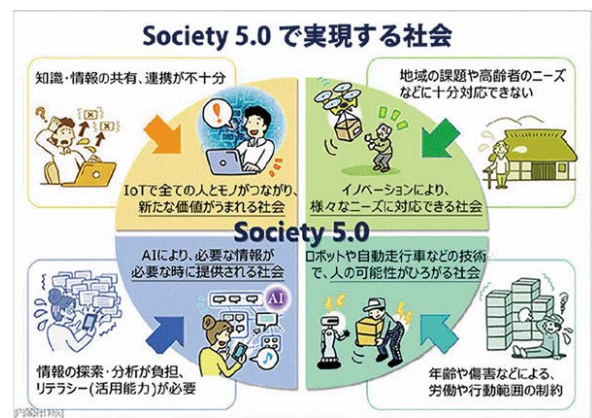 Society 5.0 で実現する社会
知識・情報の共有、連携が不十分
IoTで全ての人とモノがつながり、
新たな価値がうまれる社会
地域の課題や高齢者のニーズ
などに十分対応できない
イノベーションにより、
様々なニーズに対応できる社会
Society 5.0
AIにより、必要な情報が
必要な時に提供される社会
AI
情報の探索・分析が負担、
リテラシー(活用能力)が必要
ロボットや自動走行車などの技術
で、人の可能性がひろがる社会
年齢や障害などによる、
労働や行動範囲の制約